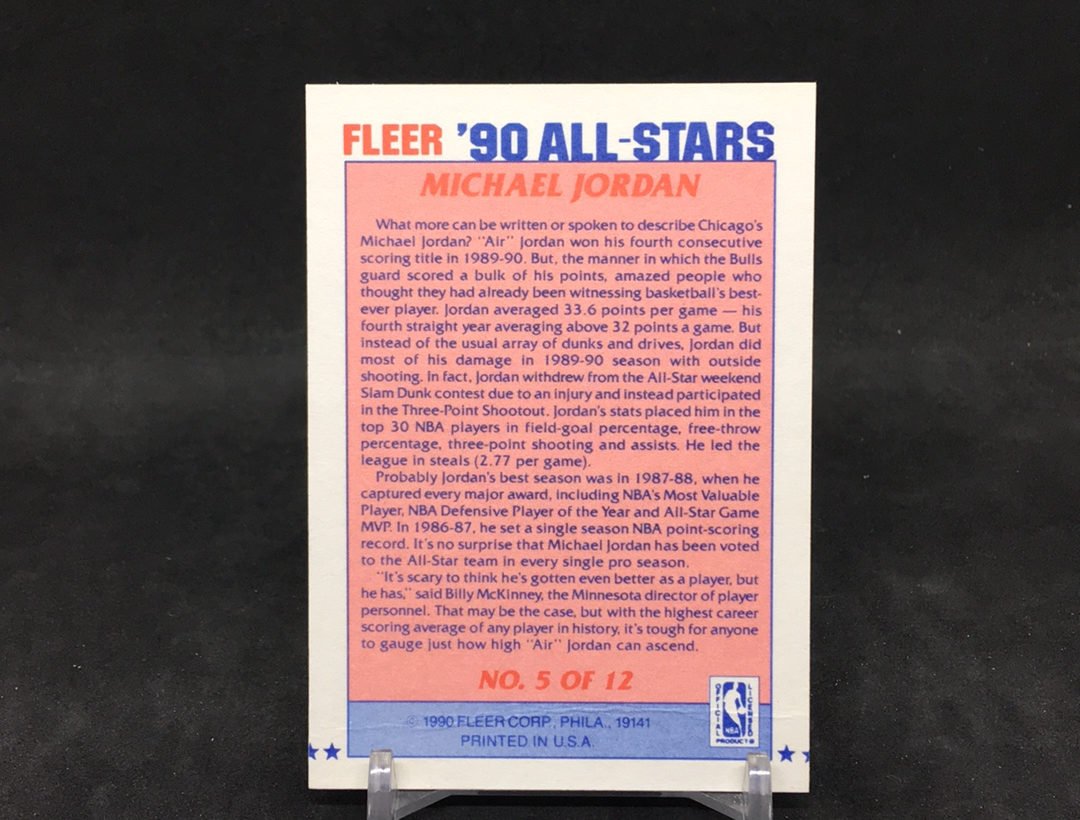 FLEER '90 ALL-STARS
MICHAEL JORDAN
What more can be written or spoken to describe Chicago's
Michael Jordan? "Air" Jordan won his fourth consecutive
scoring title in 1989-90. But, the manner in which the Bulls
guard scored a bulk of his points, amazed people who
thought they had already been witnessing basketball's best-
ever player. Jordan averaged 33.6 points per game — his
fourth straight year averaging above 32 points a game. But
instead of the usual array of dunks and drives, Jordan did
most of his damage in 1989-90 season with outside
shooting. In fact, Jordan withdrew from the All-Star weekend
Slam Dunk contest due to an injury and instead participated
in the Three-Point Shootout. Jordan's stats placed him in the
top 30 NBA players in field-goal percentage, free-throw
percentage, three-point shooting and assists. He led the
league in steals (2.77 per game).
Probably Jordan's best season was in 1987-88, when he
captured every major award, including NBA's Most Valuable
Player, NBA Defensive Player of the Year and All-Star Game
MVP. In 1986-87, he set a single season NBA point-scoring
record. It's no surprise that Michael Jordan has been voted
to the All-Star team in every single pro season.
"It's scary to think he's gotten even better as a player, but
he has," said Billy McKinney, the Minnesota director of player
personnel. That may be the case, but with the highest career
scoring average of any player in history, it's tough for anyone
to gauge just how high "Air" Jordan can ascend.
NO. 5 OF 12
© 1990 FLEER CORP., PHILA., 19141
PRINTED IN U.S.A.
OFFICIAL
LICENSED
NBA
PRODUCT ®